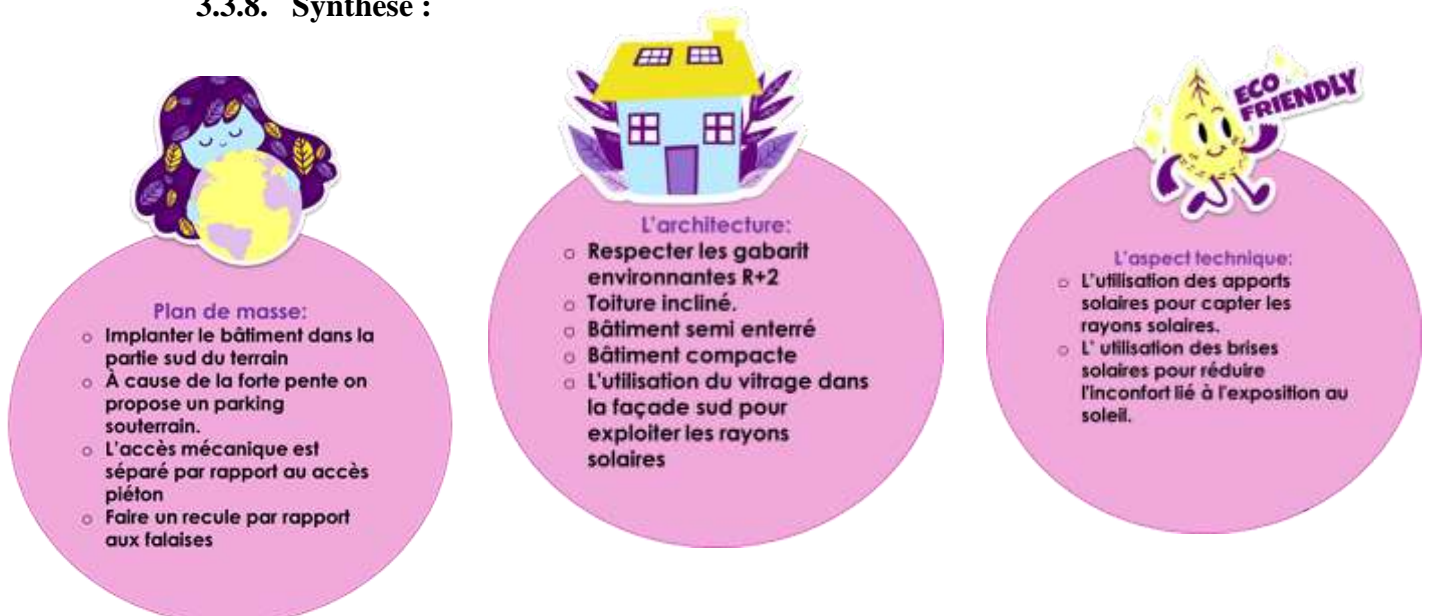 3.3.8. Synthèse :
Plan de masse:
o Implanter le bâtiment dans la
partie sud du terrain
o À cause de la forte pente on
propose un parking
souterrain.
o L'accès mécanique est
séparé par rapport au accès
piéton
o Faire un recule par rapport
aux falaises
L'architecture:
o Respecter les gabarit
environnantes R+2
o Toiture incliné.
o Bâtiment semi enterré
o Bâtiment compacte
o L'utilisation du vitrage dans
la façade sud pour
exploiter les rayons
solaires
ECO
FRIENDLY
L'aspect technique:
o L'utilisation des apports
solaires pour capter les
rayons solaires.
o L' utilisation des brises
solaires pour réduire
l'inconfort lié à l'exposition au
soleil.